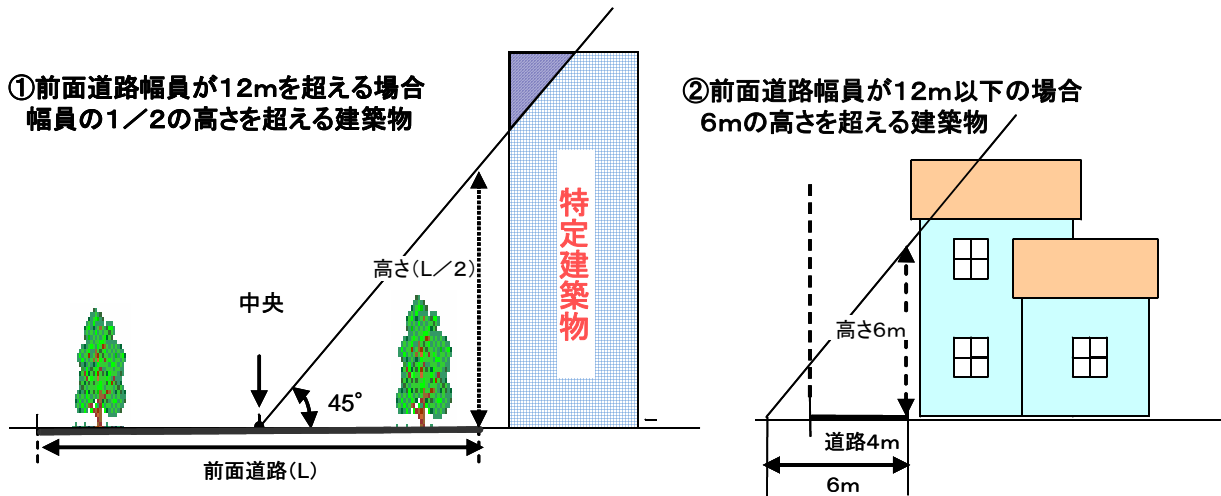 ①前面道路幅員が12mを超える場合
幅員の1/2の高さを超える建築物
特定建築物
高さ(L/2)
中央
45°
前面道路(L)
②前面道路幅員が12m以下の場合
6mの高さを超える建築物
高さ6m
道路4m
6m